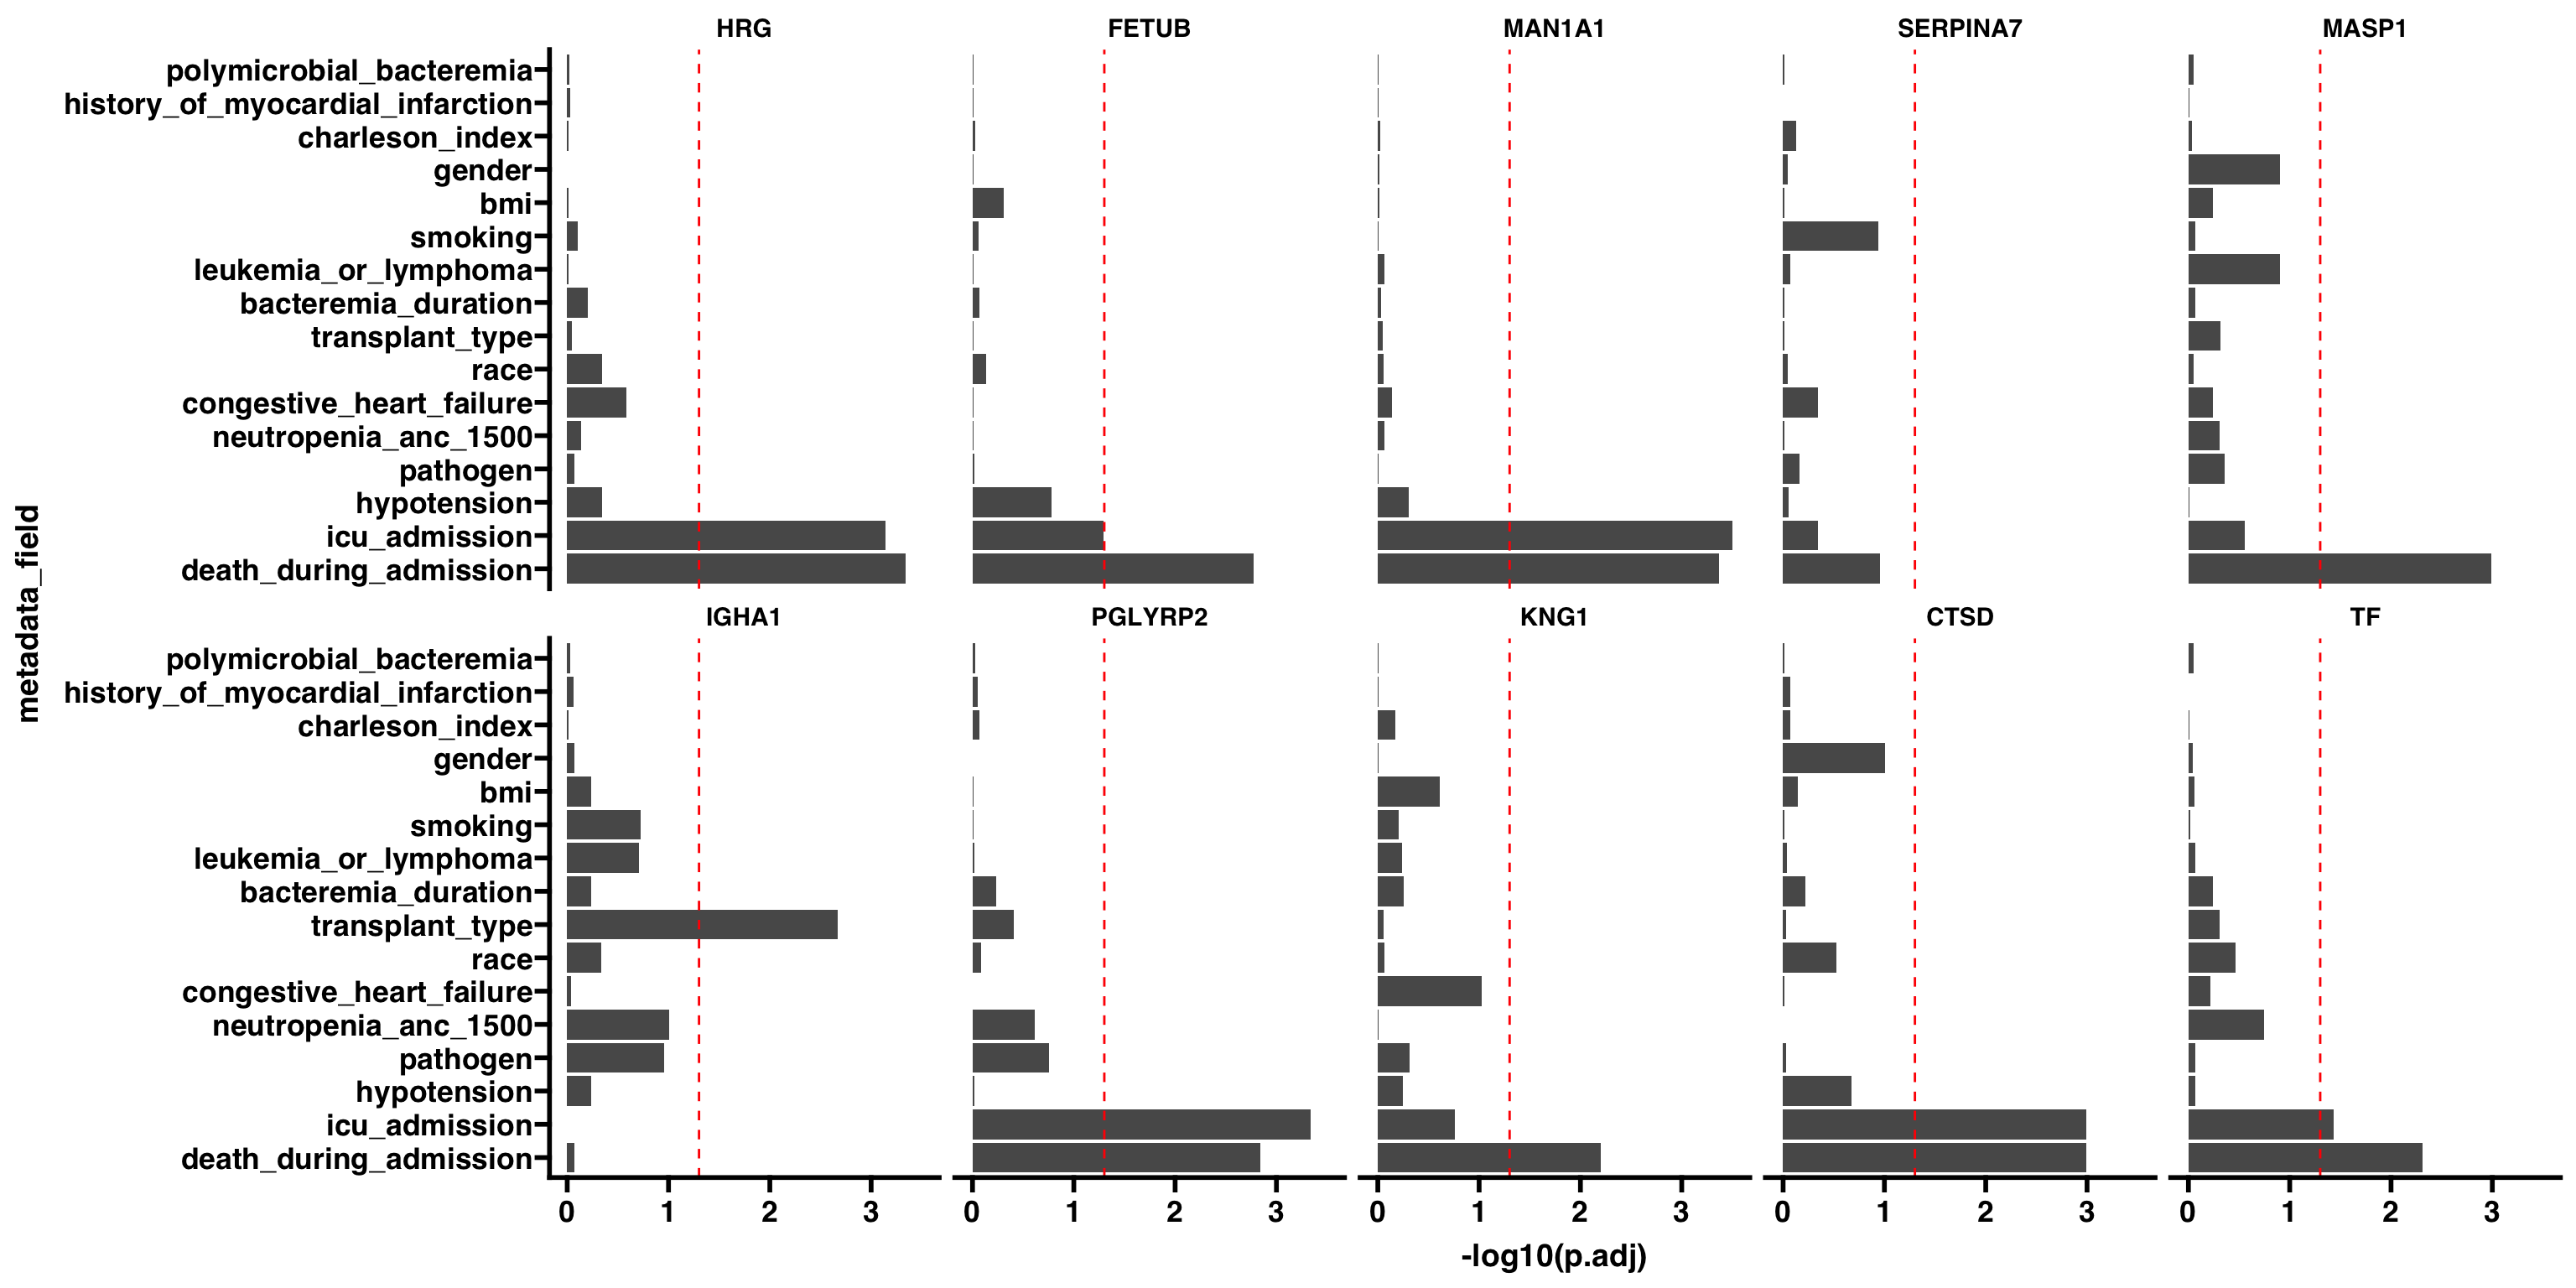 HRG FETUB MAN1A1 SERPINA7 MASP1
polymicrobial_bacteremia
history_of_myocardial_infarction
charleson_index
gender
bmi
smoking
leukemia_or_lymphoma
bacteremia_duration
transplant_type
race
congestive_heart_failure
neutropenia_anc_1500
pathogen
hypotension
icu_admission
death_during_admission
metadata_field
IGHA1 PGLYRP2 KNG1 CTSD TF
polymicrobial_bacteremia
history_of_myocardial_infarction
charleson_index
gender
bmi
smoking
leukemia_or_lymphoma
bacteremia_duration
transplant_type
race
congestive_heart_failure
neutropenia_anc_1500
pathogen
hypotension
icu_admission
death_during_admission
0 1 2 3 0 1 2 3 0 1 2 3 0 1 2 3 0 1 2 3
-log10(p.adj)